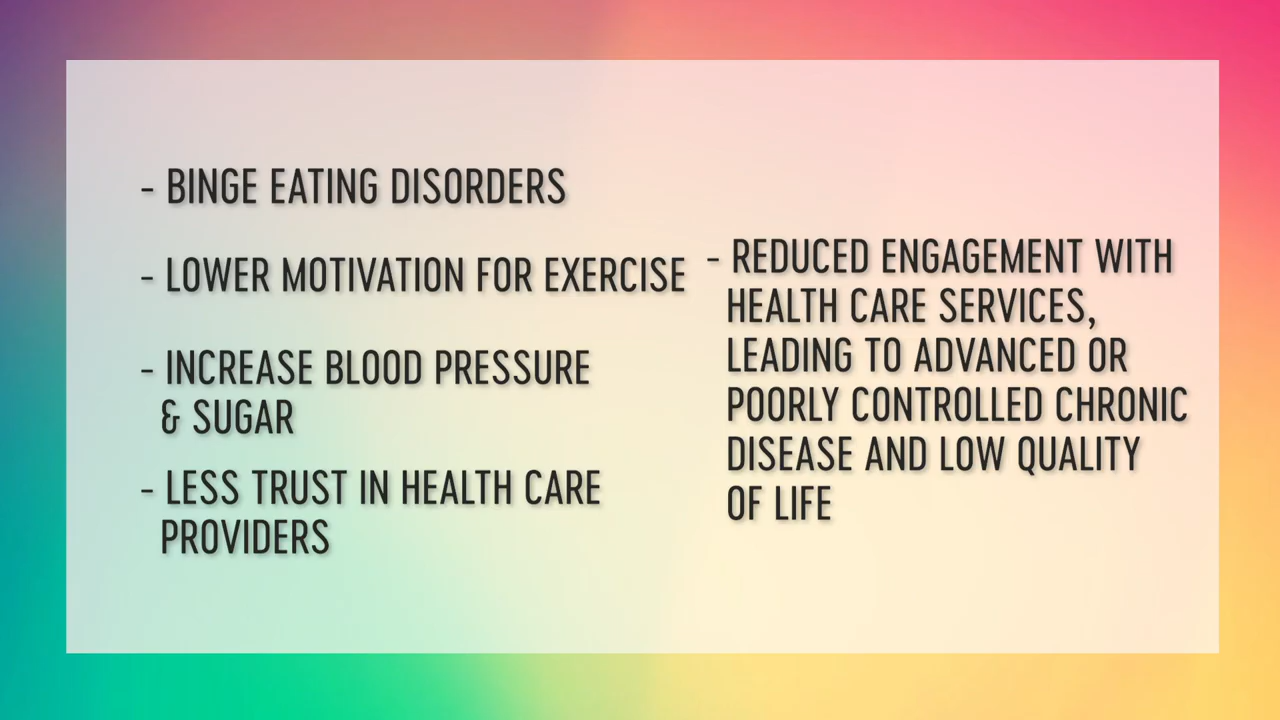 - BINGE EATING DISORDERS
- LOWER MOTIVATION FOR EXERCISE
- INCREASE BLOOD PRESSURE
& SUGAR
- LESS TRUST IN HEALTH CARE
PROVIDERS
- REDUCED ENGAGEMENT WITH
HEALTH CARE SERVICES,
LEADING TO ADVANCED OR
POORLY CONTROLLED CHRONIC
DISEASE AND LOW QUALITY
OF LIFE